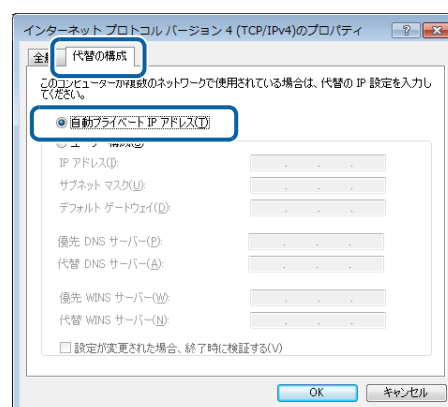 インターネット プロトコル バージョン 4 (TCP/IPv4)のプロパティ
代替の構成
このコンピューターが複数のネットワークで使用されている場合は、代替の IP 設定を入力し
てください。
自動プライベート IP アドレス(T)
IP アドレス(I):
サブネット マスク(U):
デフォルト ゲートウェイ(D):
優先 DNS サーバー(P):
代替 DNS サーバー(A):
優先 WINS サーバー(W):
代替 WINS サーバー(N):
設定が変更された場合、終了時に検証する(V)
OK キャンセル